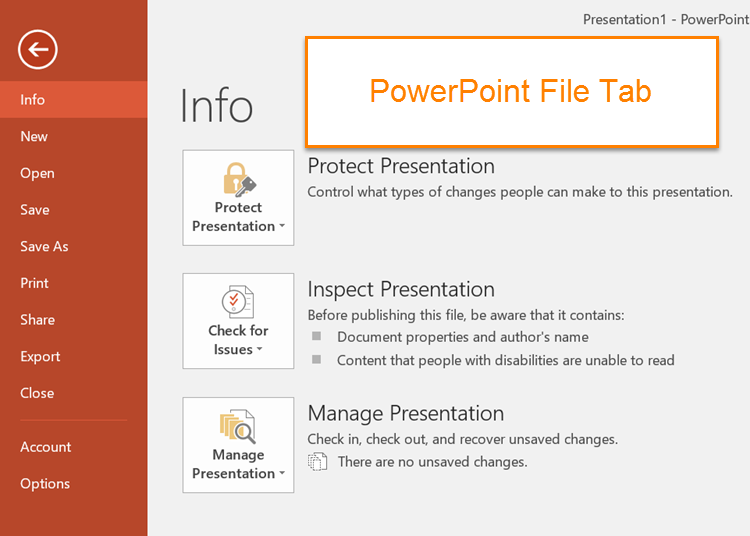 Presentation1 - PowerPoint
PowerPoint File Tab
Info
New
Open
Save
Save As
Print
Share
Export
Close
Account
Options
Info
Protect
Presentation
Protect Presentation
Control what types of changes people can make to this presentation.
Check for
Issues
Inspect Presentation
Before publishing this file, be aware that it contains:
Document properties and author's name
Content that people with disabilities are unable to read
Manage
Presentation
Manage Presentation
Check in, check out, and recover unsaved changes.
There are no unsaved changes.